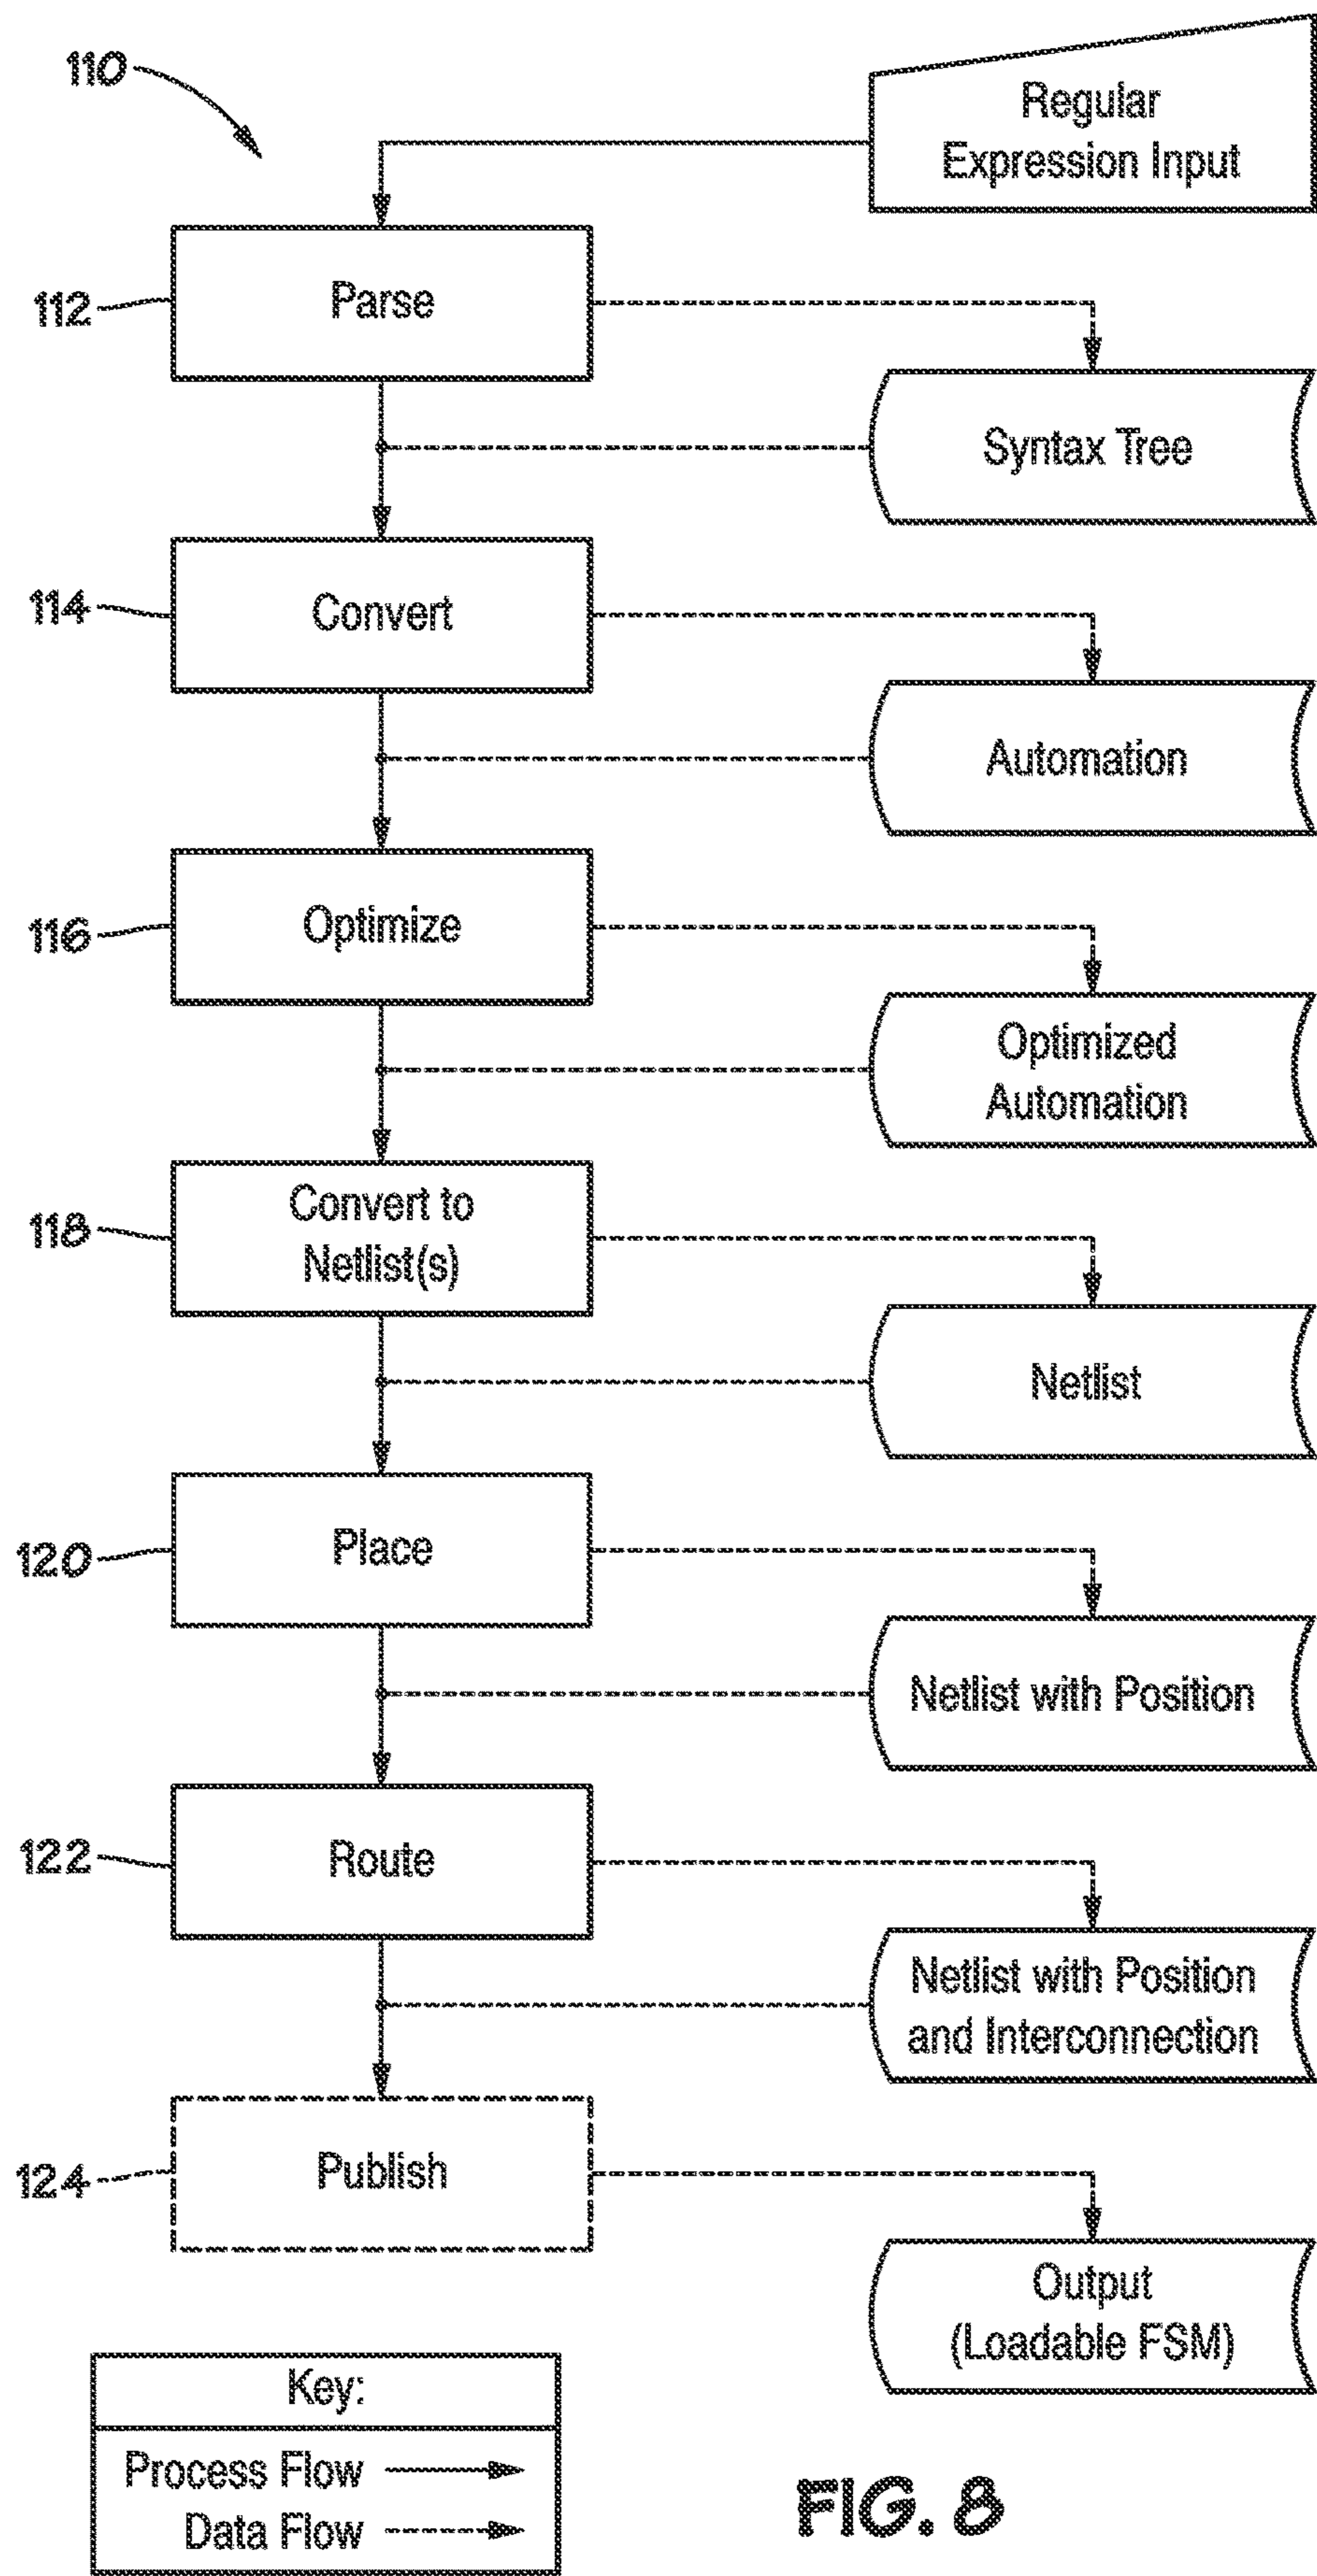 110
Regular
Expression Input
112
Parse
Syntax Tree
114
Convert
Automation
116
Optimize
Optimized
Automation
118
Convert to
Netlist(s)
Netlist
120
Place
Netlist with Position
122
Route
Netlist with Position
and Interconnection
124
Publish
Output
(Loadable FSM)
Key:
Process Flow
Data Flow
FIG. 8